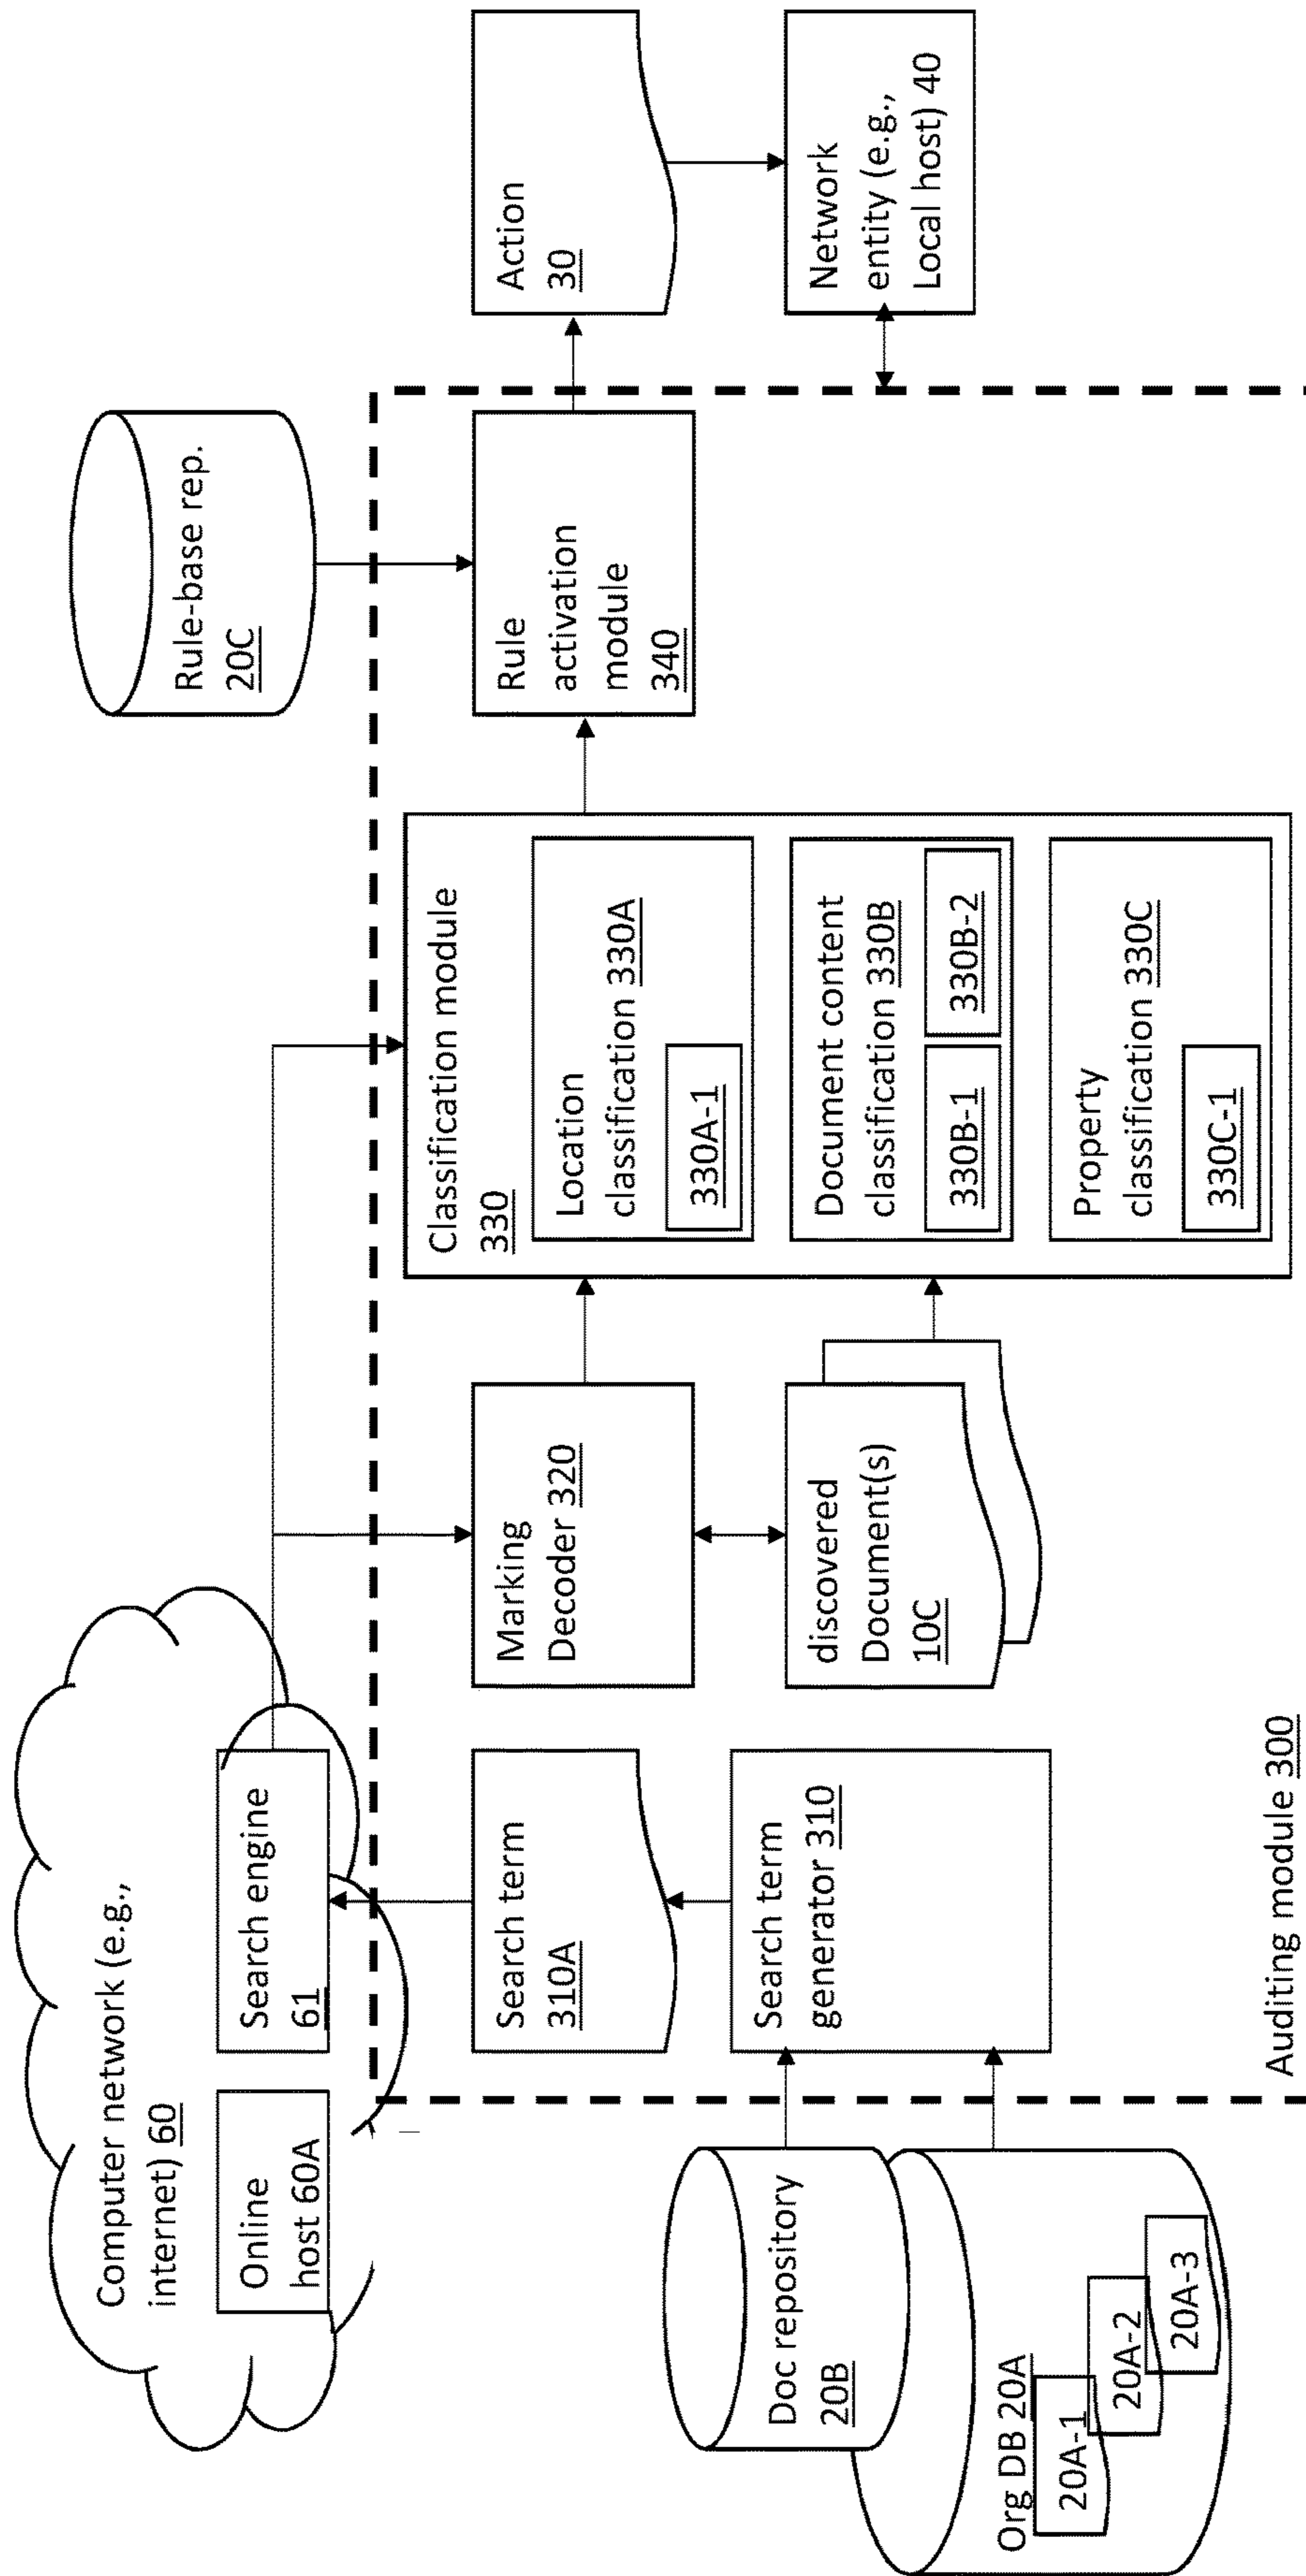 Computer network (e.g.,
internet) 60
Online
host 60A
Search engine
61
Rule-base rep.
20C
Doc repository
20B
Org DB 20A
20A-1
20A-2
20A-3
Search term
310A
Search term
generator 310
Marking
Decoder 320
discovered
Document(s)
10C
Classification module
330
Location
classification 330A
330A-1
Document content
classification 330B
330B-1
330B-2
Property
classification 330C
330C-1
Rule
activation
module
340
Action
30
Network
entity (e.g.,
Local host) 40
Auditing module 300